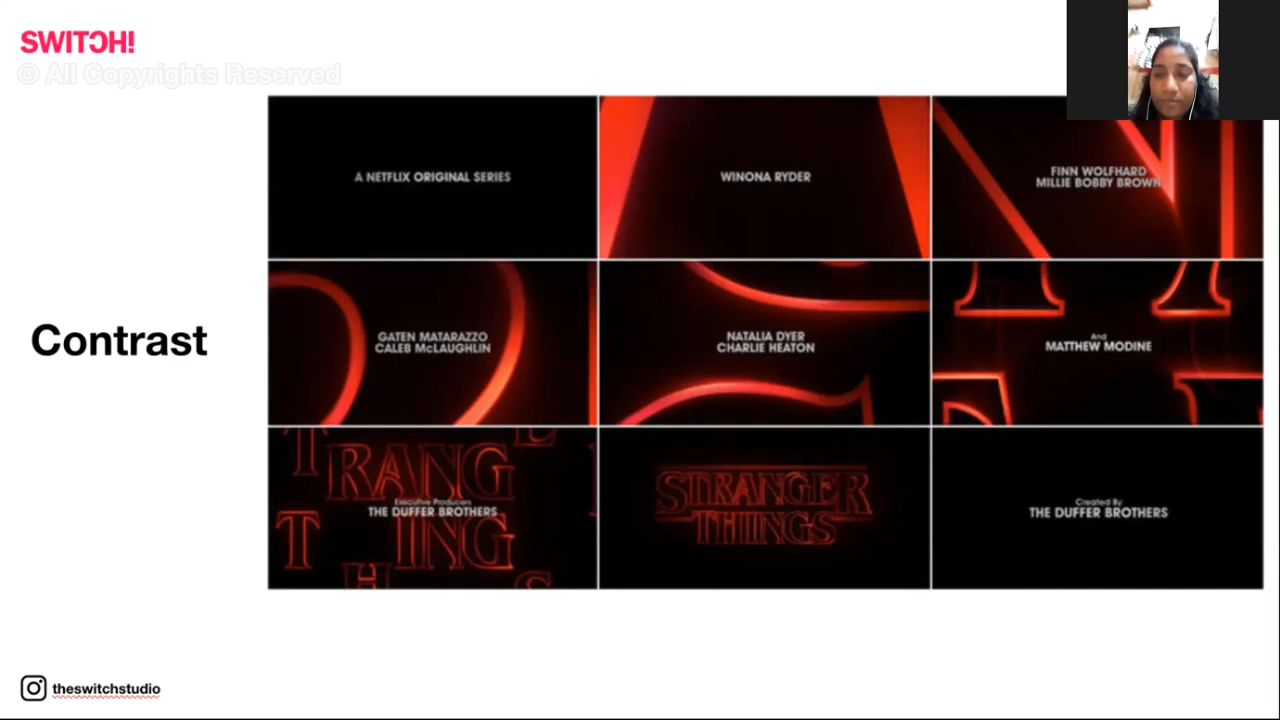 SWITCH!
© All Copyrights Reserved
A NETFLIX ORIGINAL SERIES
WINONA RYDER
FINN WOLFHARD
MILLIE BOBBY BROWN
Contrast
GATEN MATARAZZO
CALEB McLAUGHLIN
NATALIA DYER
CHARLIE HEATON
And
MATTHEW MODINE
TRANG
Executive Producers
THE DUFFER BROTHERS
T ING
H S
STRANGER
THINGS
Created By
THE DUFFER BROTHERS
theswitchstudio